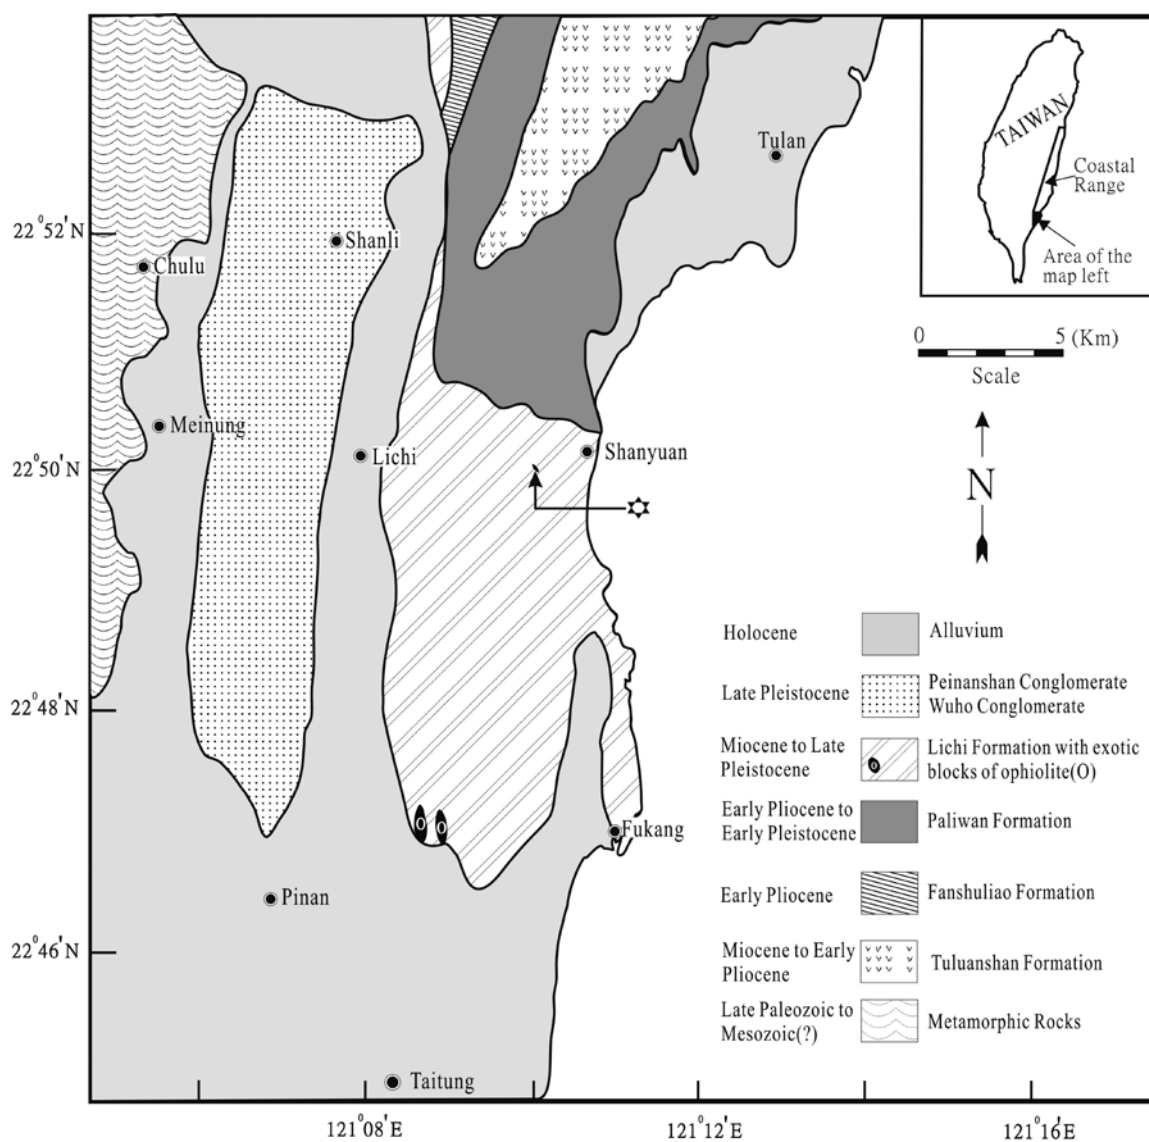 TAIWAN
Coastal
Range
Area of the
map left
Tulan
22°52′N
Shanli
Chulu
0 5 (Km)
Scale
Meinung
22°50′N
Lichi
Shanyuan
N
Holocene
Alluvium
Late Pleistocene
Peinanshan Conglomerate
Wuho Conglomerate
22°48′N
Miocene to Late
Pleistocene
O
Lichi Formation with exotic
blocks of ophiolite(O)
Early Pliocene to
Early Pleistocene
Paliwan Formation
O O
Fukang
Pinan
Early Pliocene
Fanshuliao Formation
22°46′N
Miocene to Early
Pliocene
Tuluanshan Formation
Late Paleozoic to
Mesozoic(?)
Metamorphic Rocks
Taitung
121°08′E
121°12′E
121°16′E